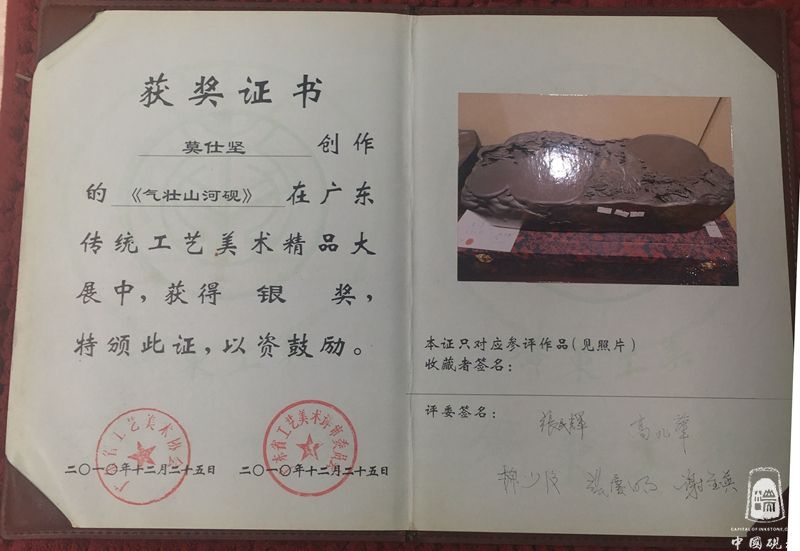 获奖证书
莫仕坚 创作
的《气壮山河砚》在广东
传统工艺美术精品大
展中，获得 银 奖，
特颁此证，以资鼓励。
二〇一〇年十二月二十五日
二〇一〇年十二月二十五日
本证只对应参评作品(见照片)
收藏者签名：
评委签名：
CAPITAL OF INKSTONE.C
中國硯